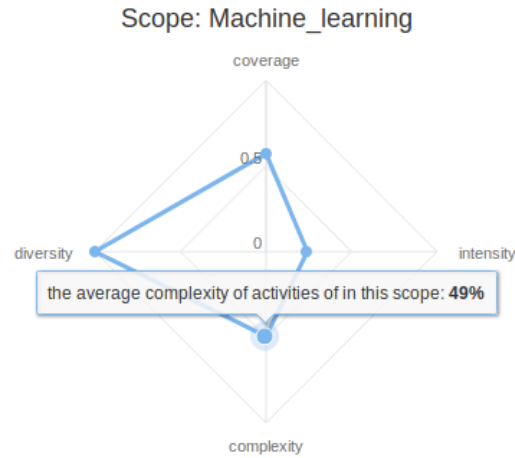 Scope: Machine_learning
coverage
0.5
0
diversity
intensity
the average complexity of activities of in this scope: 49%
complexity